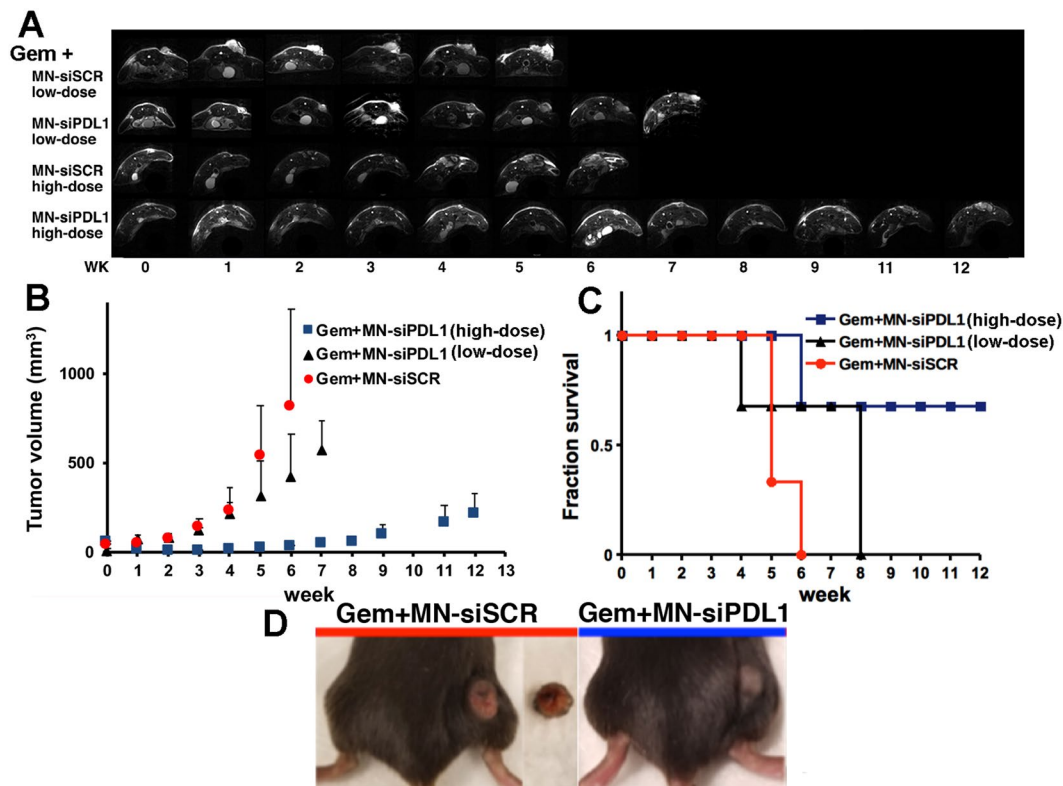 A
Gem +
MN-siSCR
low-dose
MN-siPDL1
low-dose
MN-siSCR
high-dose
MN-siPDL1
high-dose
WK 0 1 2 3 4 5 6 7 8 9 11 12
B
Tumor volume (mm³)
1000
500
0
Gem+MN-siPDL1 (high-dose)
Gem+MN-siPDL1 (low-dose)
Gem+MN-siSCR
0 1 2 3 4 5 6 7 8 9 10 11 12 13
week
C
Fraction survival
1
0.5
0
Gem+MN-siPDL1 (high-dose)
Gem+MN-siPDL1 (low-dose)
Gem+MN-siSCR
0 1 2 3 4 5 6 7 8 9 10 11 12
week
D
Gem+MN-siSCR
Gem+MN-siPDL1